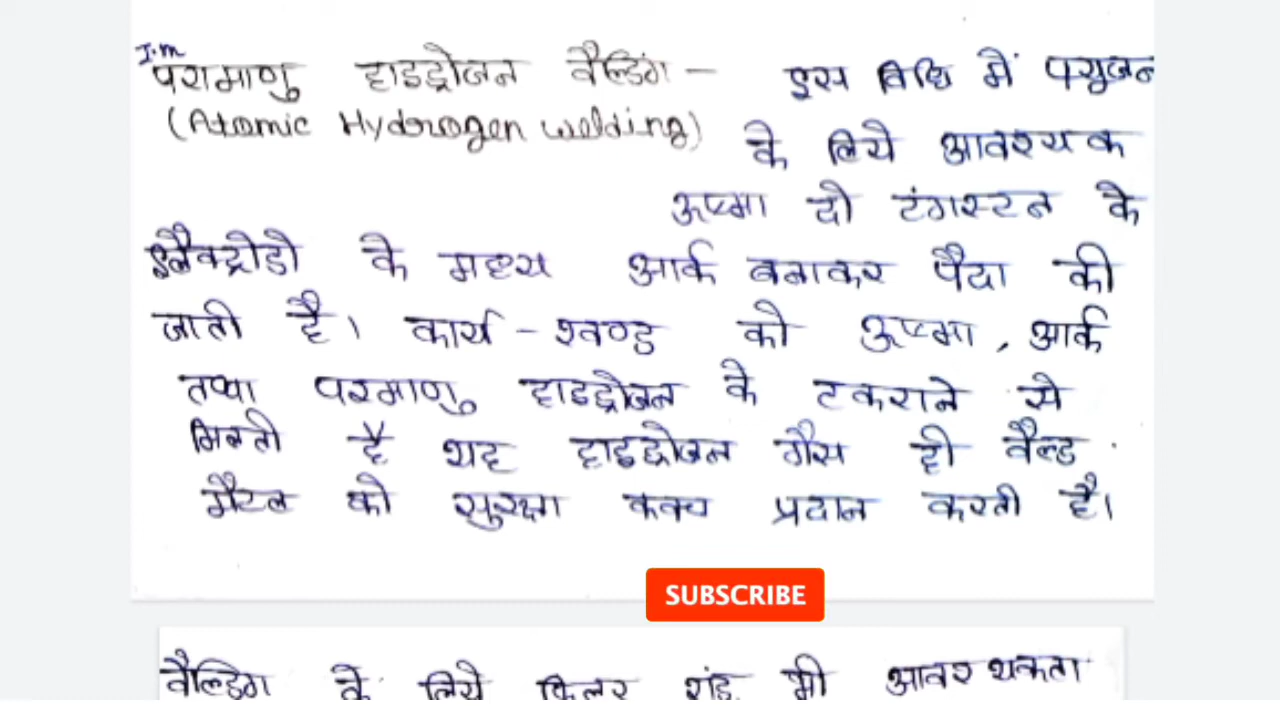 I.m
परमाणु हाइड्रोजन वैल्डिंग – इस विधि में फ्यूजन
(Atomic Hydrogen welding) के लिये आवश्यक
ऊष्मा दो टंगस्टन के
इलैक्ट्रोडो के मध्य आर्क बनाकर पैदा की
जाती है। कार्य-खण्ड को ऊष्मा, आर्क
तथा परमाणु हाइड्रोजन के टकराने से
मिलती है यह हाइड्रोजन गैस ही वैल्ड
मैटल को सुरक्षा कवच प्रदान करती है।
SUBSCRIBE
वैल्डिंग के लिये फिलर राड भी आवश्यकता